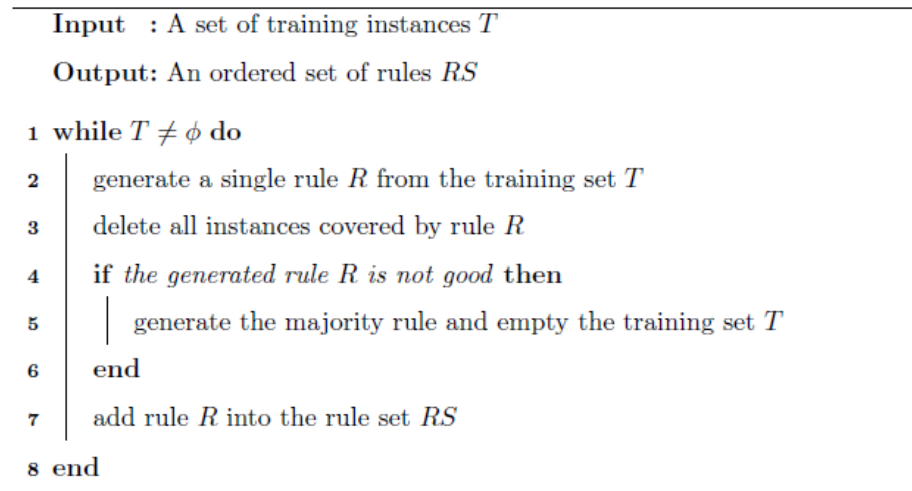 Input : A set of training instances T
Output: An ordered set of rules RS
1 while T ≠ ϕ do
2 generate a single rule R from the training set T
3 delete all instances covered by rule R
4 if the generated rule R is not good then
5 generate the majority rule and empty the training set T
6 end
7 add rule R into the rule set RS
8 end